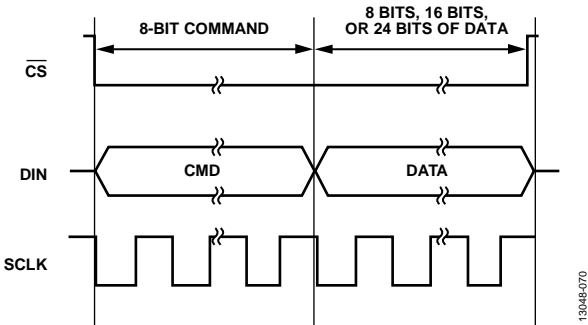 8-BIT COMMAND
8 BITS, 16 BITS,
OR 24 BITS OF DATA
CS
DIN
CMD
DATA
SCLK
13048-070